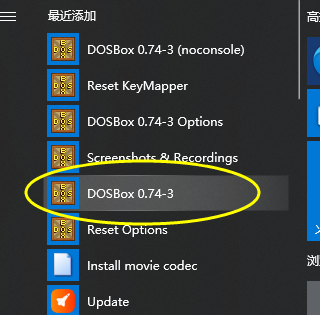 最近添加
DOSBox 0.74-3 (noconsole)
Reset KeyMapper
DOSBox 0.74-3 Options
Screenshots & Recordings
DOSBox 0.74-3
Reset Options
Install movie codec
Update
高
浏